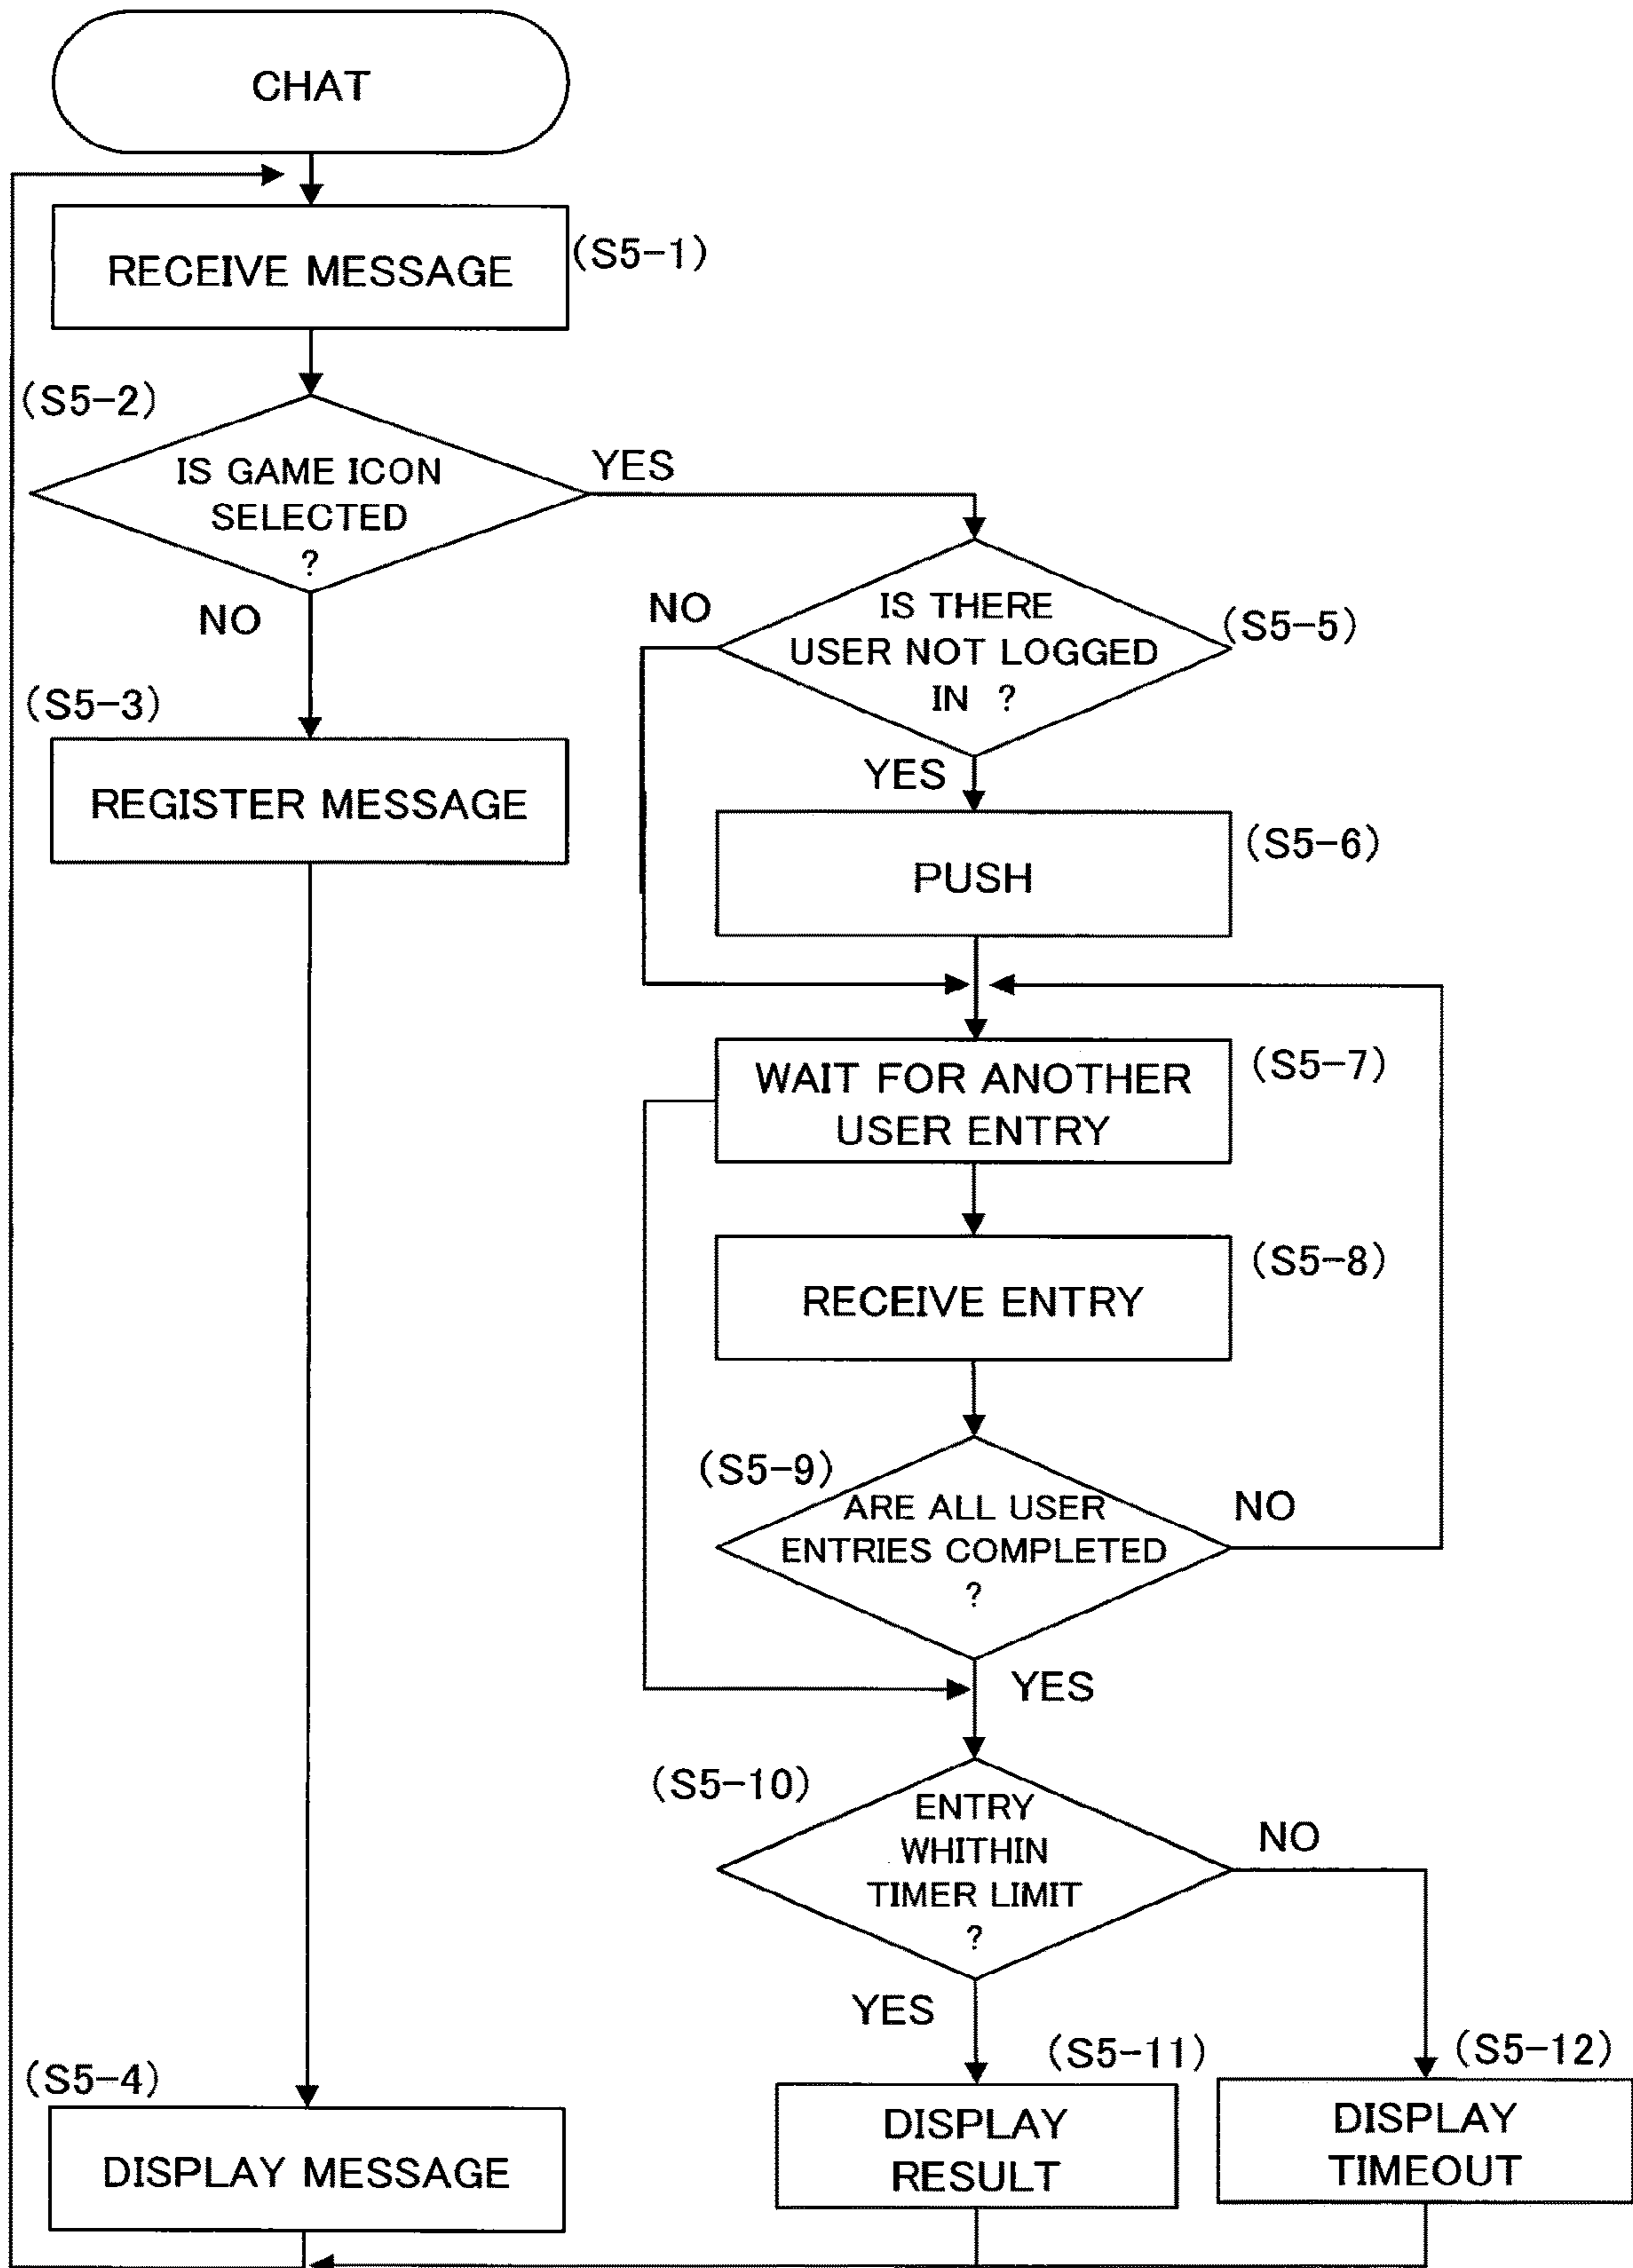 CHAT
RECEIVE MESSAGE
(S5-1)
(S5-2)
IS GAME ICON
SELECTED
?
YES
NO
(S5-3)
REGISTER MESSAGE
IS THERE
USER NOT LOGGED
IN ?
(S5-5)
NO
YES
PUSH
(S5-6)
WAIT FOR ANOTHER
USER ENTRY
(S5-7)
RECEIVE ENTRY
(S5-8)
(S5-9)
ARE ALL USER
ENTRIES COMPLETED
?
NO
YES
(S5-10)
ENTRY
WHITHIN
TIMER LIMIT
?
NO
YES
(S5-4)
DISPLAY MESSAGE
(S5-11)
DISPLAY
RESULT
(S5-12)
DISPLAY
TIMEOUT